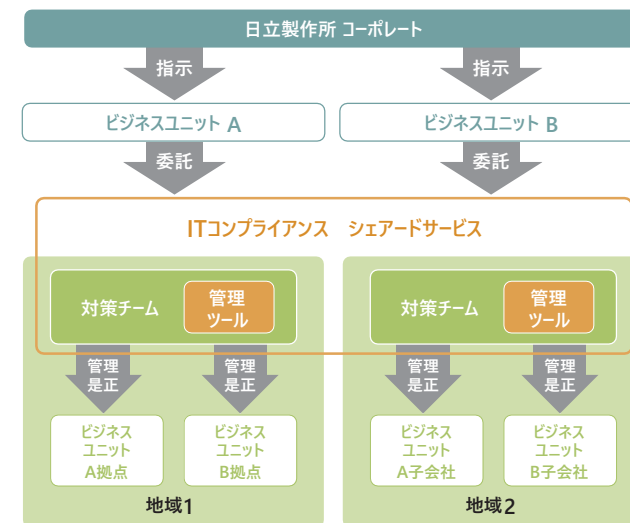 日立製作所 コーポレート
指示
指示
ビジネスユニット A
ビジネスユニット B
委託
委託
ITコンプライアンス　シェアードサービス
対策チーム
管理
ツール
対策チーム
管理
ツール
管理
是正
管理
是正
管理
是正
管理
是正
ビジネス
ユニット
A拠点
ビジネス
ユニット
B拠点
ビジネス
ユニット
A子会社
ビジネス
ユニット
B子会社
地域1
地域2